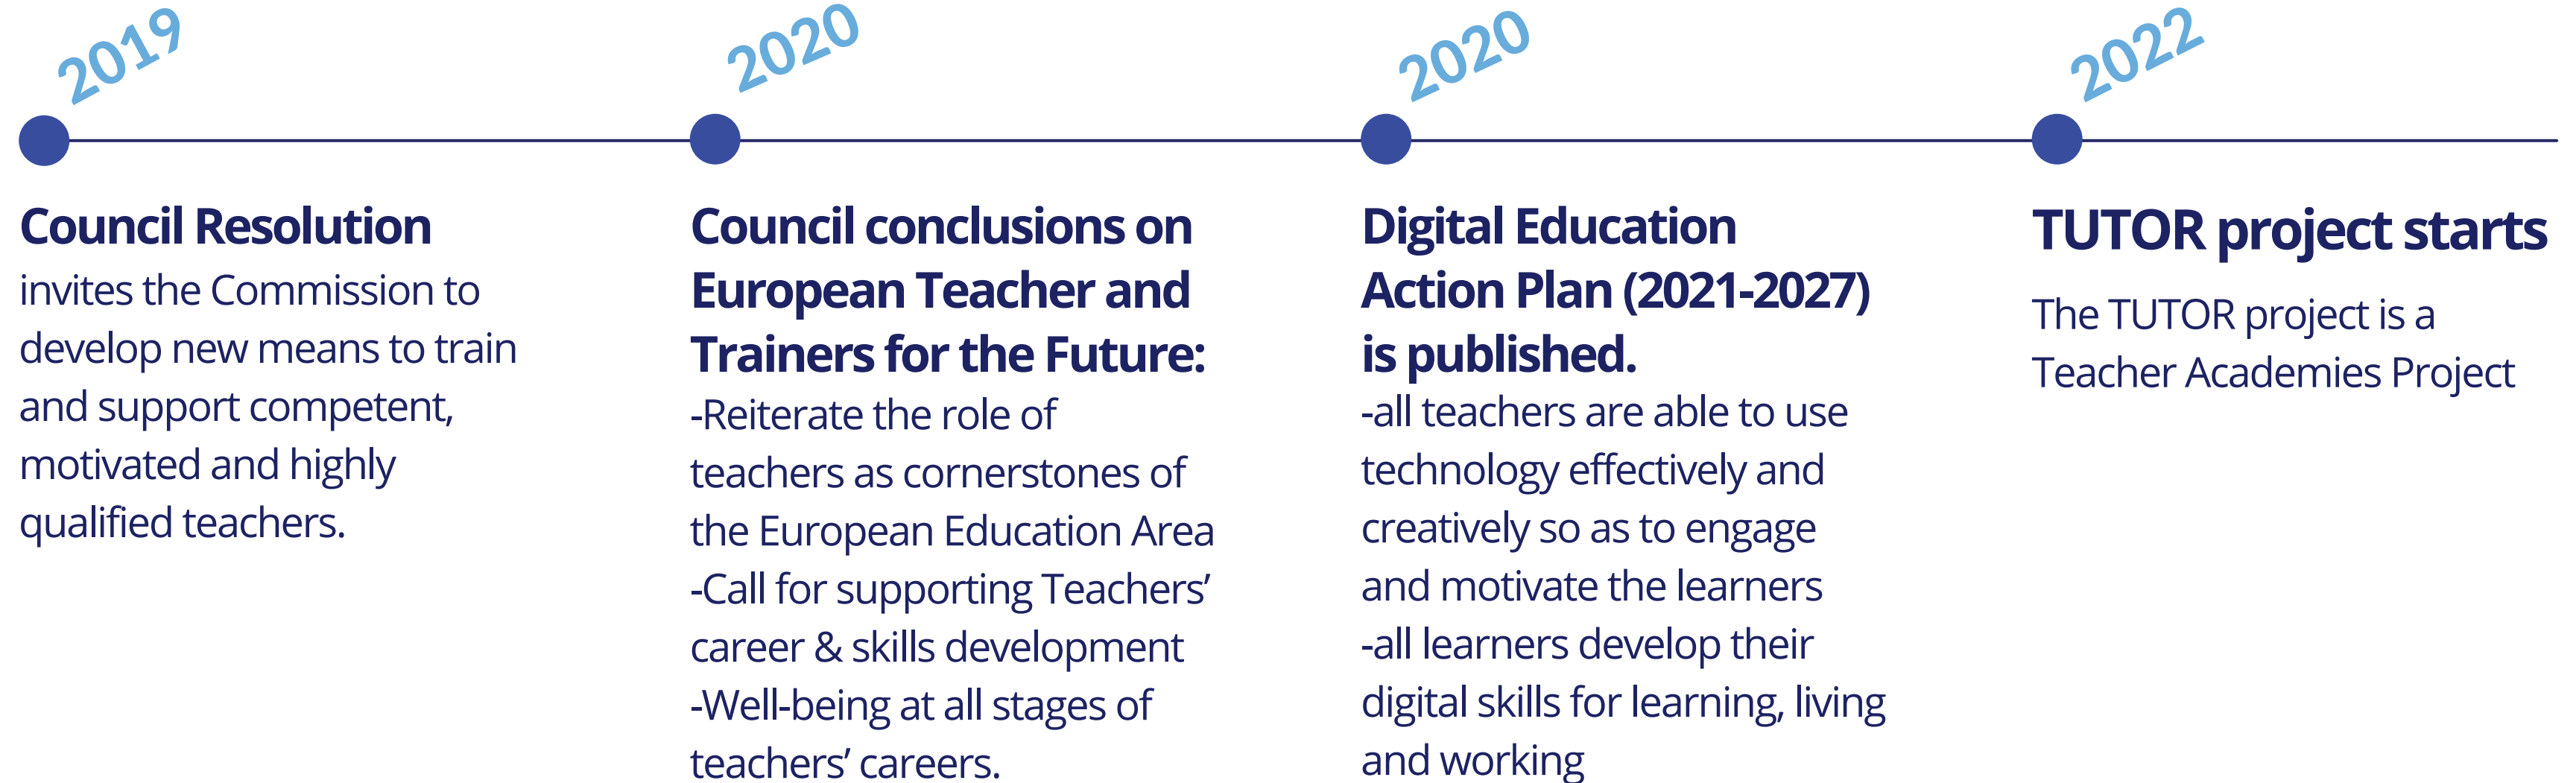 2019
Council Resolution
invites the Commission to
develop new means to train
and support competent,
motivated and highly
qualified teachers.
2020
Council conclusions on
European Teacher and
Trainers for the Future:
-Reiterate the role of
teachers as cornerstones of
the European Education Area
-Call for supporting Teachers’
career & skills development
-Well-being at all stages of
teachers’ careers.
2020
Digital Education
Action Plan (2021-2027)
is published.
-all teachers are able to use
technology effectively and
creatively so as to engage
and motivate the learners
-all learners develop their
digital skills for learning, living
and working
2022
TUTOR project starts
The TUTOR project is a
Teacher Academies Project